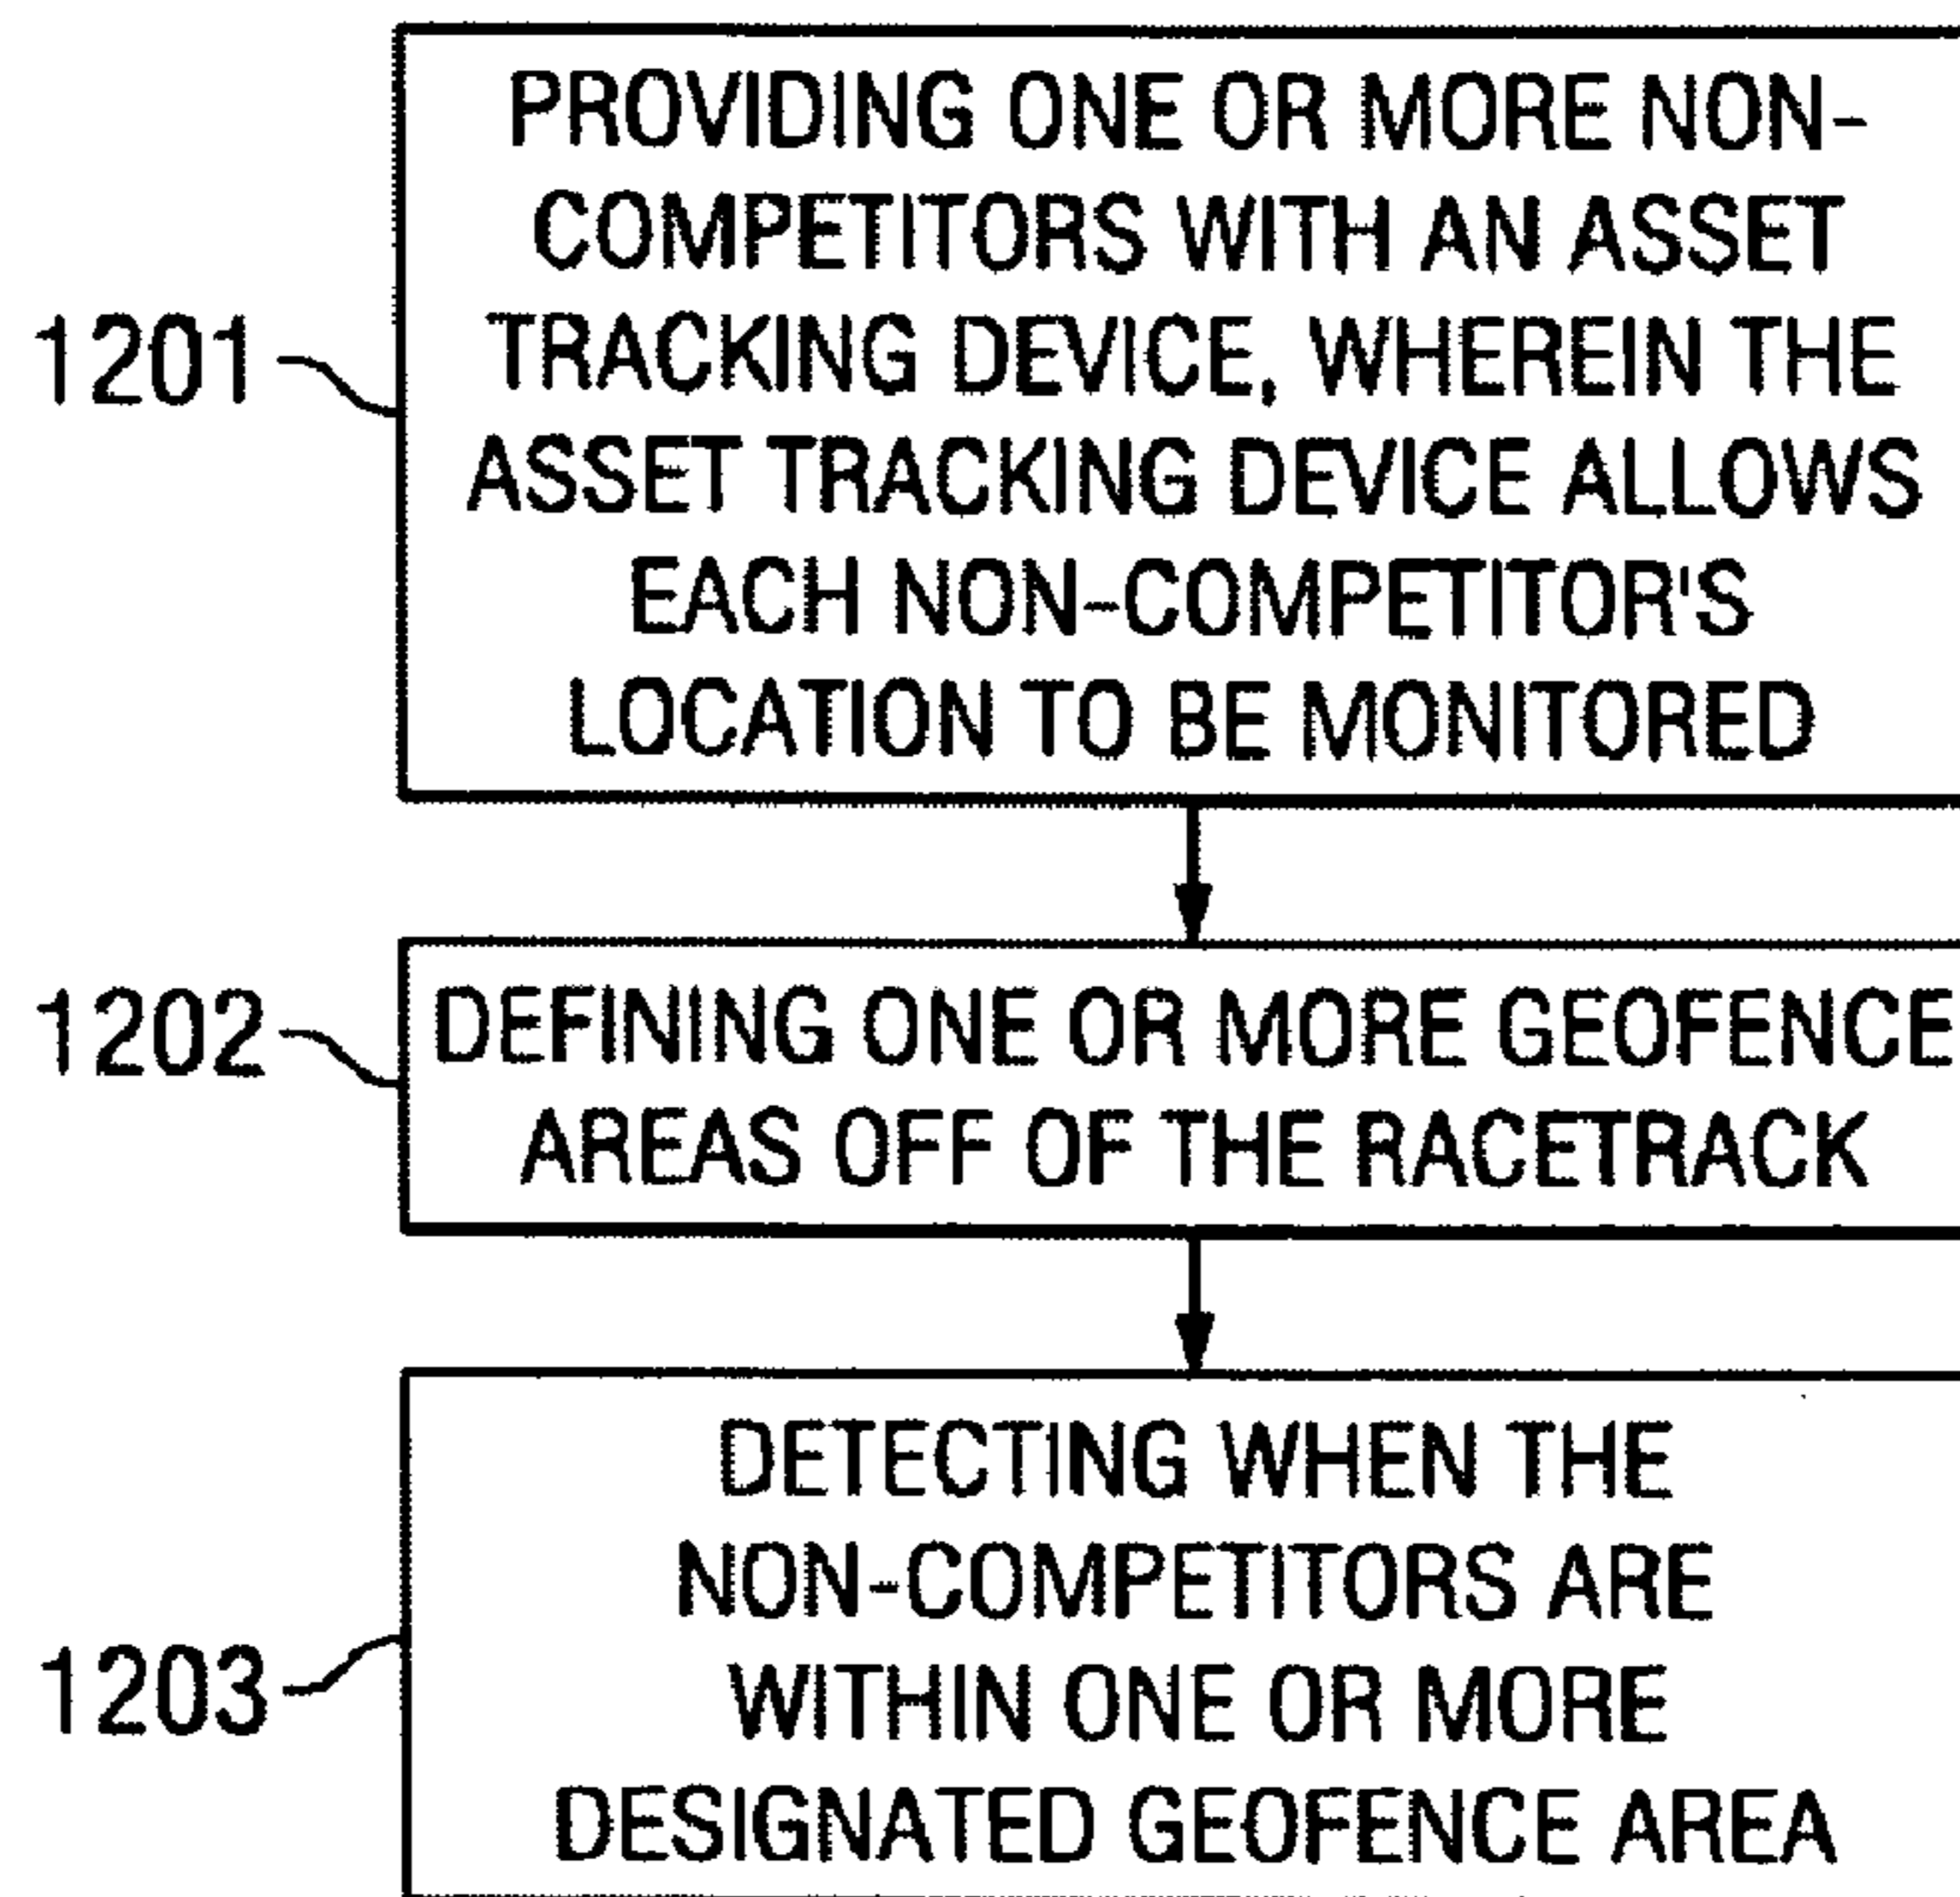 PROVIDING ONE OR MORE NON-
COMPETITORS WITH AN ASSET
TRACKING DEVICE, WHEREIN THE
ASSET TRACKING DEVICE ALLOWS
EACH NON-COMPETITOR'S
LOCATION TO BE MONITORED
1201
DEFINING ONE OR MORE GEOFENCE
AREAS OFF OF THE RACETRACK
1202
DETECTING WHEN THE
NON-COMPETITORS ARE
WITHIN ONE OR MORE
DESIGNATED GEOFENCE AREA
1203